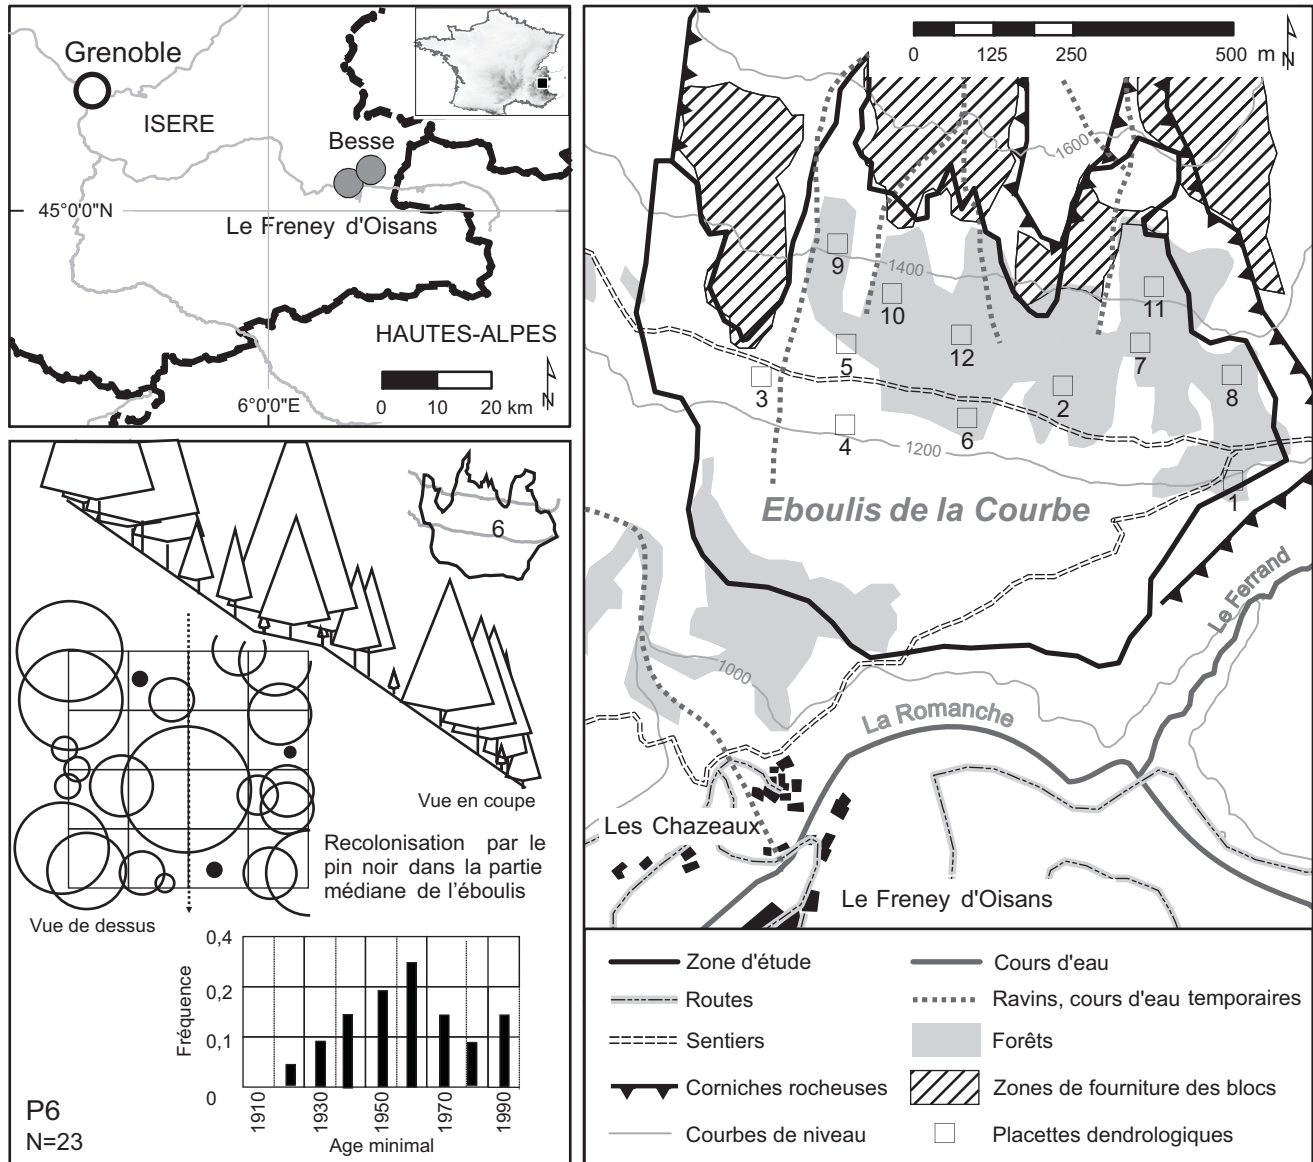 Grenoble
ISERE
Besse
45°0'0"N
Le Freney d'Oisans
HAUTES-ALPES
6°0'0"E
0 10 20 km
N
6
Vue en coupe
Recolonisation par le
pin noir dans la partie
médiane de l'éboulis
Vue de dessus
0,4
0,2
0,1
0
Fréquence
1910 1930 1950 1970 1990
Age minimal
P6
N=23
0 125 250 500 m
N
1600
1400
9
10
11
12
5
7
3
2
8
6
4
1200
1
Eboulis de la Courbe
Le Ferrand
1000
La Romanche
Les Chazeaux
Le Freney d'Oisans
Zone d'étude
Routes
Sentiers
Corniches rocheuses
Courbes de niveau
Cours d'eau
Ravins, cours d'eau temporaires
Forêts
Zones de fourniture des blocs
Placettes dendrologiques